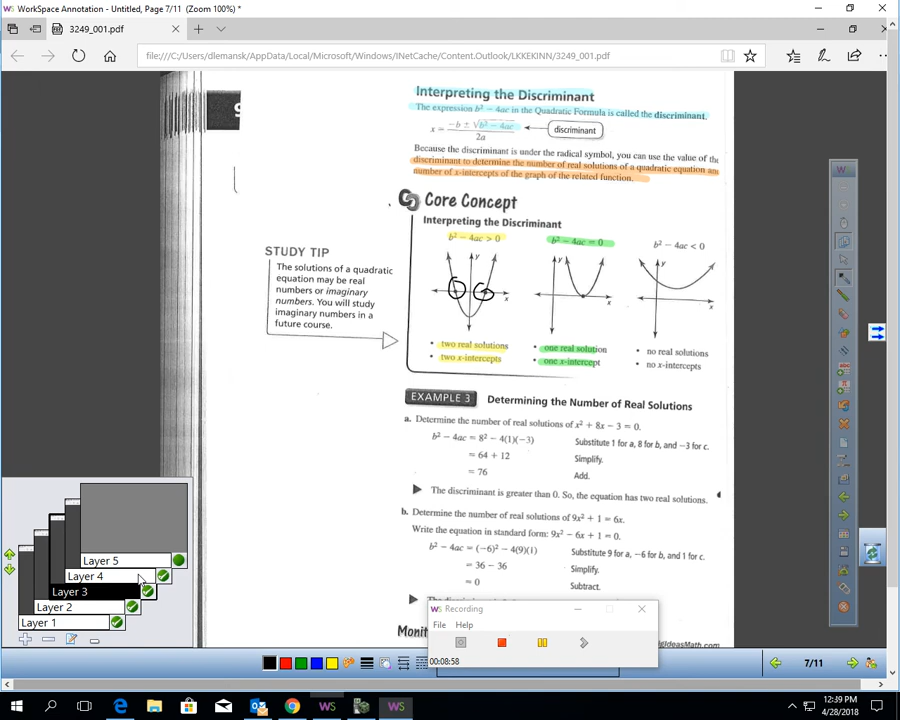 WorkSpace Annotation - Untitled, Page 7/11 (Zoom 100%) *
3249_001.pdf
file:///C:/Users/dlemansk/AppData/Local/Microsoft/Windows/INetCache/Content.Outlook/LKKEKINN/3249_001.pdf
Interpreting the Discriminant
The expression b² − 4ac in the Quadratic Formula is called the discriminant.
x = −b ± √b² − 4ac / 2a
discriminant
Because the discriminant is under the radical symbol, you can use the value of the
discriminant to determine the number of real solutions of a quadratic equation and
number of x-intercepts of the graph of the related function.
Core Concept
Interpreting the Discriminant
b² − 4ac > 0
b² − 4ac = 0
b² − 4ac < 0
y
x
y
x
y
x
• two real solutions
• two x-intercepts
• one real solution
• one x-intercept
• no real solutions
• no x-intercepts
STUDY TIP
The solutions of a quadratic
equation may be real
numbers or imaginary
numbers. You will study
imaginary numbers in a
future course.
EXAMPLE 3 Determining the Number of Real Solutions
a. Determine the number of real solutions of x² + 8x − 3 = 0.
b² − 4ac = 8² − 4(1)(−3) Substitute 1 for a, 8 for b, and −3 for c.
= 64 + 12 Simplify.
= 76 Add.
The discriminant is greater than 0. So, the equation has two real solutions.
b. Determine the number of real solutions of 9x² + 1 = 6x.
Write the equation in standard form: 9x² − 6x + 1 = 0.
b² − 4ac = (−6)² − 4(9)(1) Substitute 9 for a, −6 for b, and 1 for c.
= 36 − 36 Simplify.
= 0 Subtract.
Layer 5
Layer 4
Layer 3
Layer 2
Layer 1
WS Recording
File Help
00:08:58
7/11
12:39 PM
4/28/2018